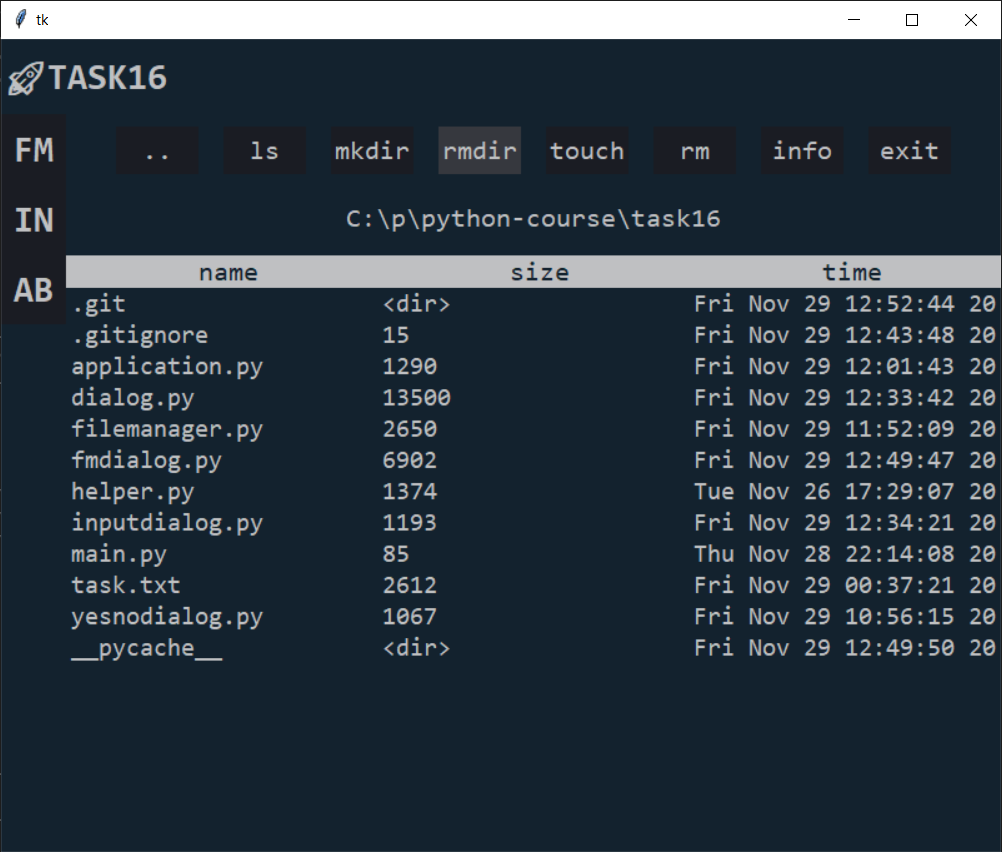 tk
TASK16
FM
.. ls mkdir rmdir touch rm info exit
IN
C:\p\python-course\task16
AB
name size time
.git <dir> Fri Nov 29 12:52:44 20
.gitignore 15 Fri Nov 29 12:43:48 20
application.py 1290 Fri Nov 29 12:01:43 20
dialog.py 13500 Fri Nov 29 12:33:42 20
filemanager.py 2650 Fri Nov 29 11:52:09 20
fmdialog.py 6902 Fri Nov 29 12:49:47 20
helper.py 1374 Tue Nov 26 17:29:07 20
inputdialog.py 1193 Fri Nov 29 12:34:21 20
main.py 85 Thu Nov 28 22:14:08 20
task.txt 2612 Fri Nov 29 00:37:21 20
yesnodialog.py 1067 Fri Nov 29 10:56:15 20
__pycache__ <dir> Fri Nov 29 12:49:50 20